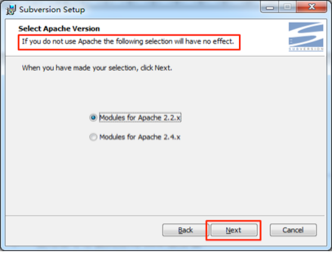 Subversion Setup
Select Apache Version
If you do not use Apache the following selection will have no effect.
When you have made your selection, click Next.
Modules for Apache 2.2.x
Modules for Apache 2.4.x
Back
Next
Cancel